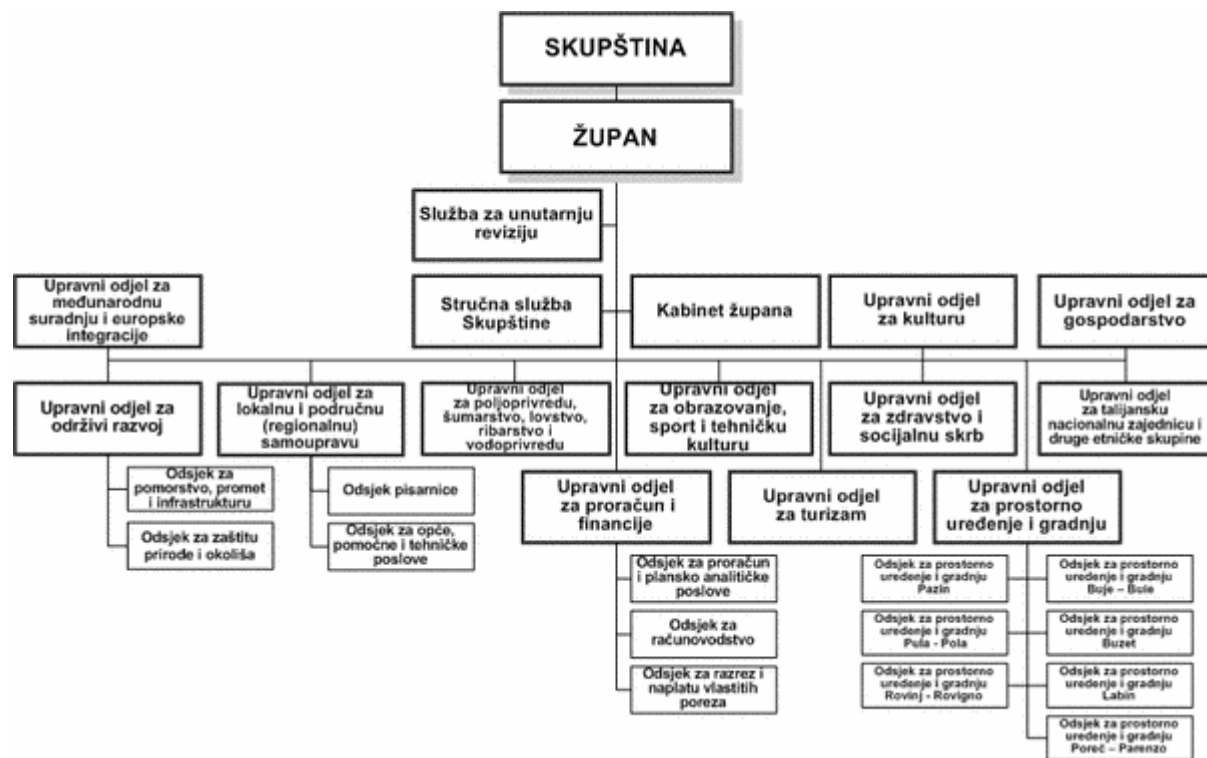 SKUPŠTINA
ŽUPAN
Služba za unutarnju
reviziju
Upravni odjel za
međunarodnu
suradnju i europske
integracije
Stručna služba
Skupštine
Kabinet župana
Upravni odjel
za kulturu
Upravni odjel za
gospodarstvo
Upravni odjel za
održivi razvoj
Upravni odjel za
lokalnu i područnu
(regionalnu)
samoupravu
Upravni odjel
za poljoprivredu,
šumarstvo, lovstvo,
ribarstvo i
vodoprivredu
Upravni odjel
za obrazovanje,
sport i tehničku
kulturu
Upravni odjel
za zdravstvo i
socijalnu skrb
Upravni odjel
za talijansku
nacionalnu zajednicu i
druge etničke skupine
Odsjek za
pomorstvo, promet
i infrastrukturu
Odsjek za zaštitu
prirode i okoliša
Odsjek pisarnice
Odsjek za opće,
pomoćne i tehničke
poslove
Upravni odjel
za proračun i
financije
Upravni odjel
za turizam
Upravni odjel
za prostorno
uređenje i gradnju
Odsjek za proračun
i plansko analitičke
poslove
Odsjek za
računovodstvo
Odsjek za razrez i
naplatu vlastitih
poreza
Odsjek za prostorno
uređenje i gradnju
Pazin
Odsjek za prostorno
uređenje i gradnju
Buje – Buie
Odsjek za prostorno
uređenje i gradnju
Pula - Pola
Odsjek za prostorno
uređenje i gradnju
Buzet
Odsjek za prostorno
uređenje i gradnju
Rovinj - Rovigno
Odsjek za prostorno
uređenje i gradnju
Labin
Odsjek za prostorno
uređenje i gradnju
Poreč – Parenzo